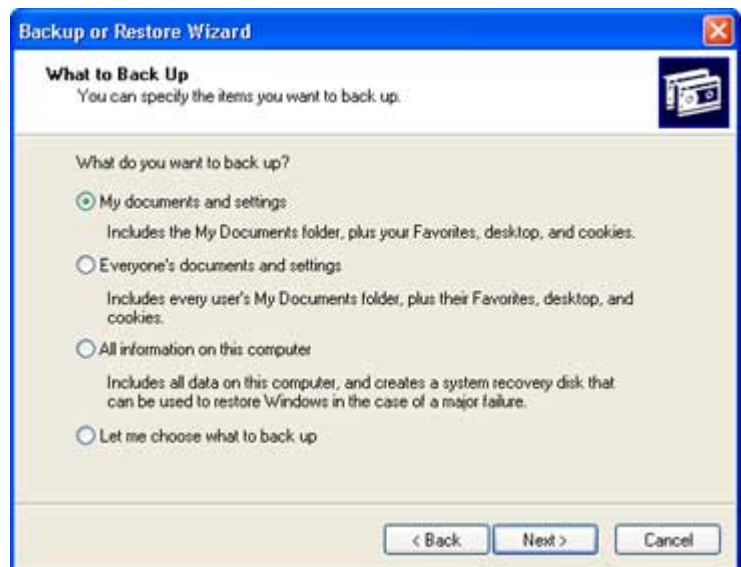 Backup or Restore Wizard
What to Back Up
You can specify the items you want to back up.
What do you want to back up?
My documents and settings
Includes the My Documents folder, plus your Favorites, desktop, and cookies.
Everyone's documents and settings
Includes every user's My Documents folder, plus their Favorites, desktop, and
cookies.
All information on this computer
Includes all data on this computer, and creates a system recovery disk that
can be used to restore Windows in the case of a major failure.
Let me choose what to back up
< Back
Next >
Cancel